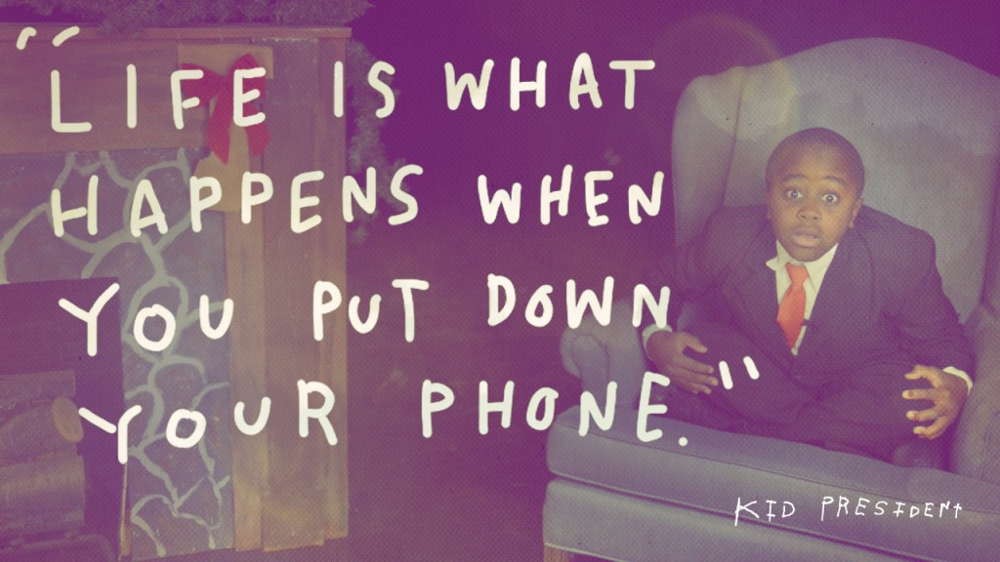 "LIFE IS WHAT
HAPPENS WHEN
YOU PUT DOWN
YOUR PHONE."
KID PRESIDENT